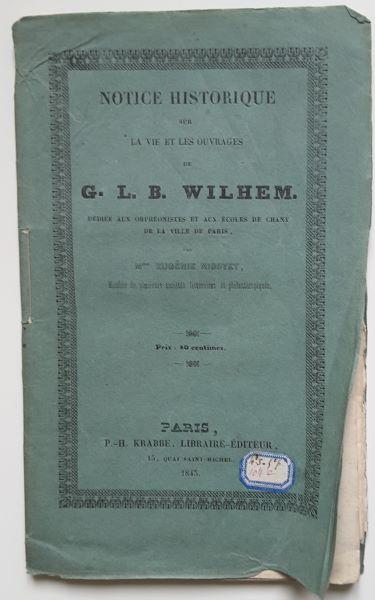 NOTICE HISTORIQUE
SUR
LA VIE ET LES OUVRAGES
DE
G. L. B. WILHEM.
DÉDIÉE AUX ORPHÉONISTES ET AUX ÉCOLES DE CHANT
DE LA VILLE DE PARIS,
PAR
Mme EUGÉNIE NIBOYET,
Membre de plusieurs sociétés littéraires et philanthropiques.
Prix : 40 centimes.
PARIS,
P.-H. KRABBE, LIBRAIRE-ÉDITEUR,
15, QUAI SAINT-MICHEL.
1843.